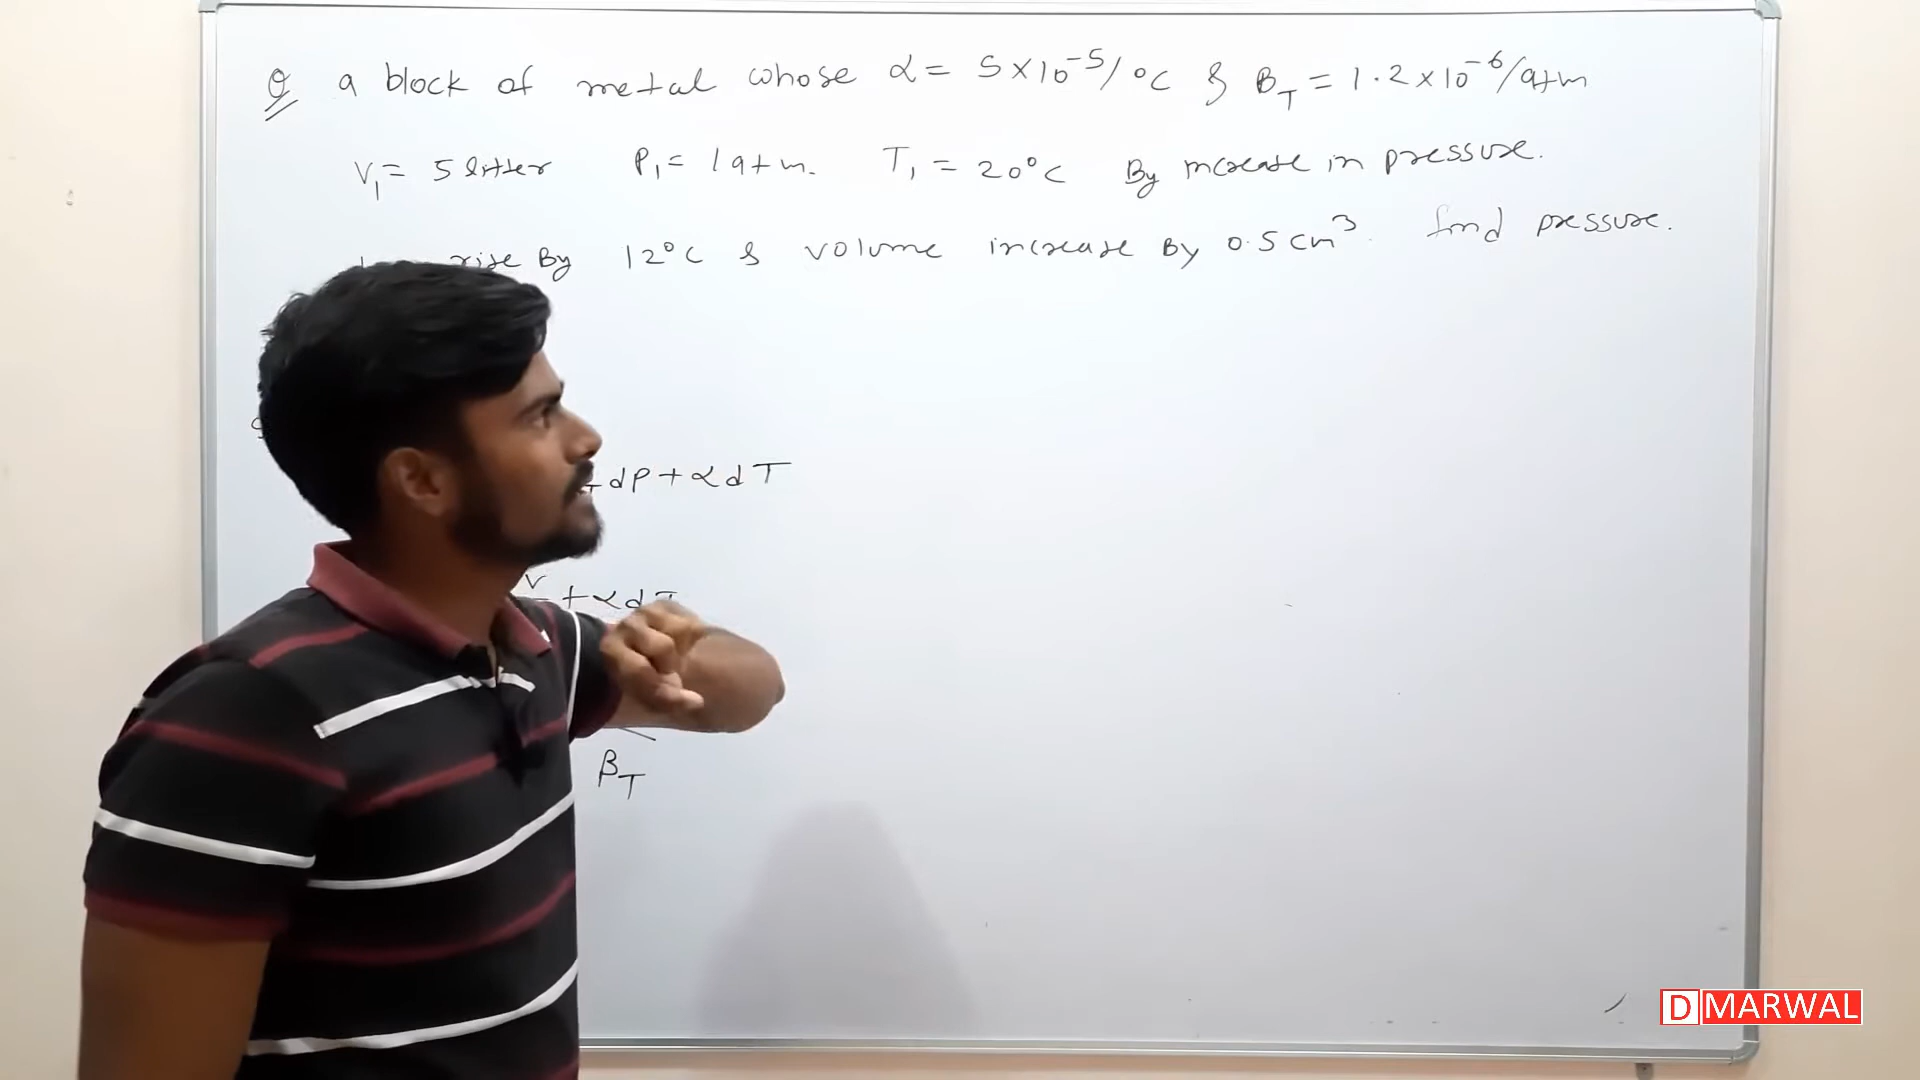 Q a block of metal whose α = 5×10⁻⁵/°C & B_T = 1.2×10⁻⁶/atm
V₁ = 5 litter P₁ = 1 atm. T₁ = 20°C By increase in pressure.
rise By 12°C & volume increase By 0.5 cm³. find pressure.
dP + α dT
V + α dT
β_T
D MARWAL